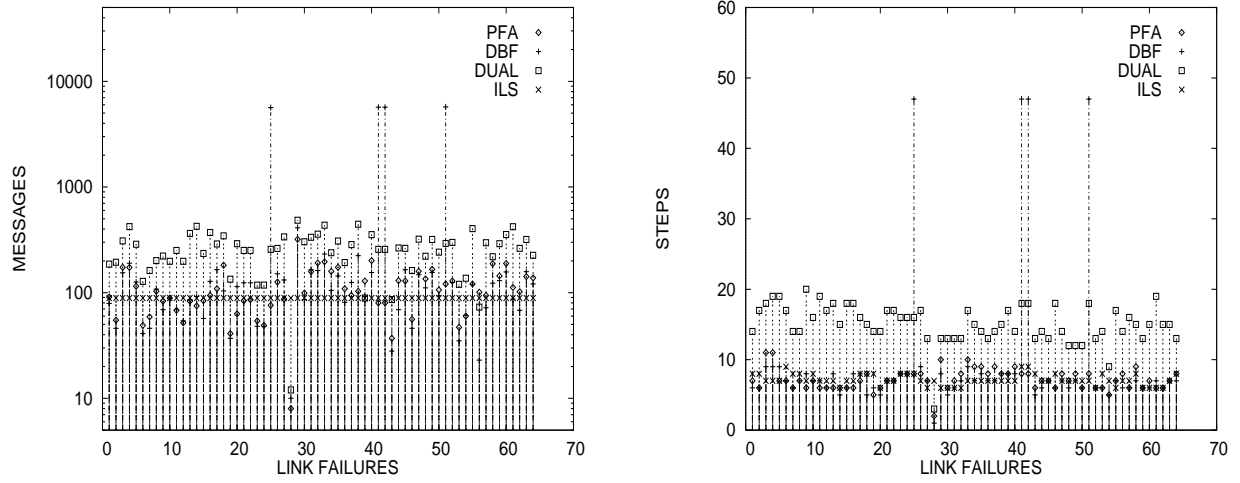 PFA
DBF
DUAL
ILS
10000
1000
100
10
MESSAGES
0 10 20 30 40 50 60 70
LINK FAILURES
PFA
DBF
DUAL
ILS
60
50
40
30
20
10
0
STEPS
0 10 20 30 40 50 60 70
LINK FAILURES